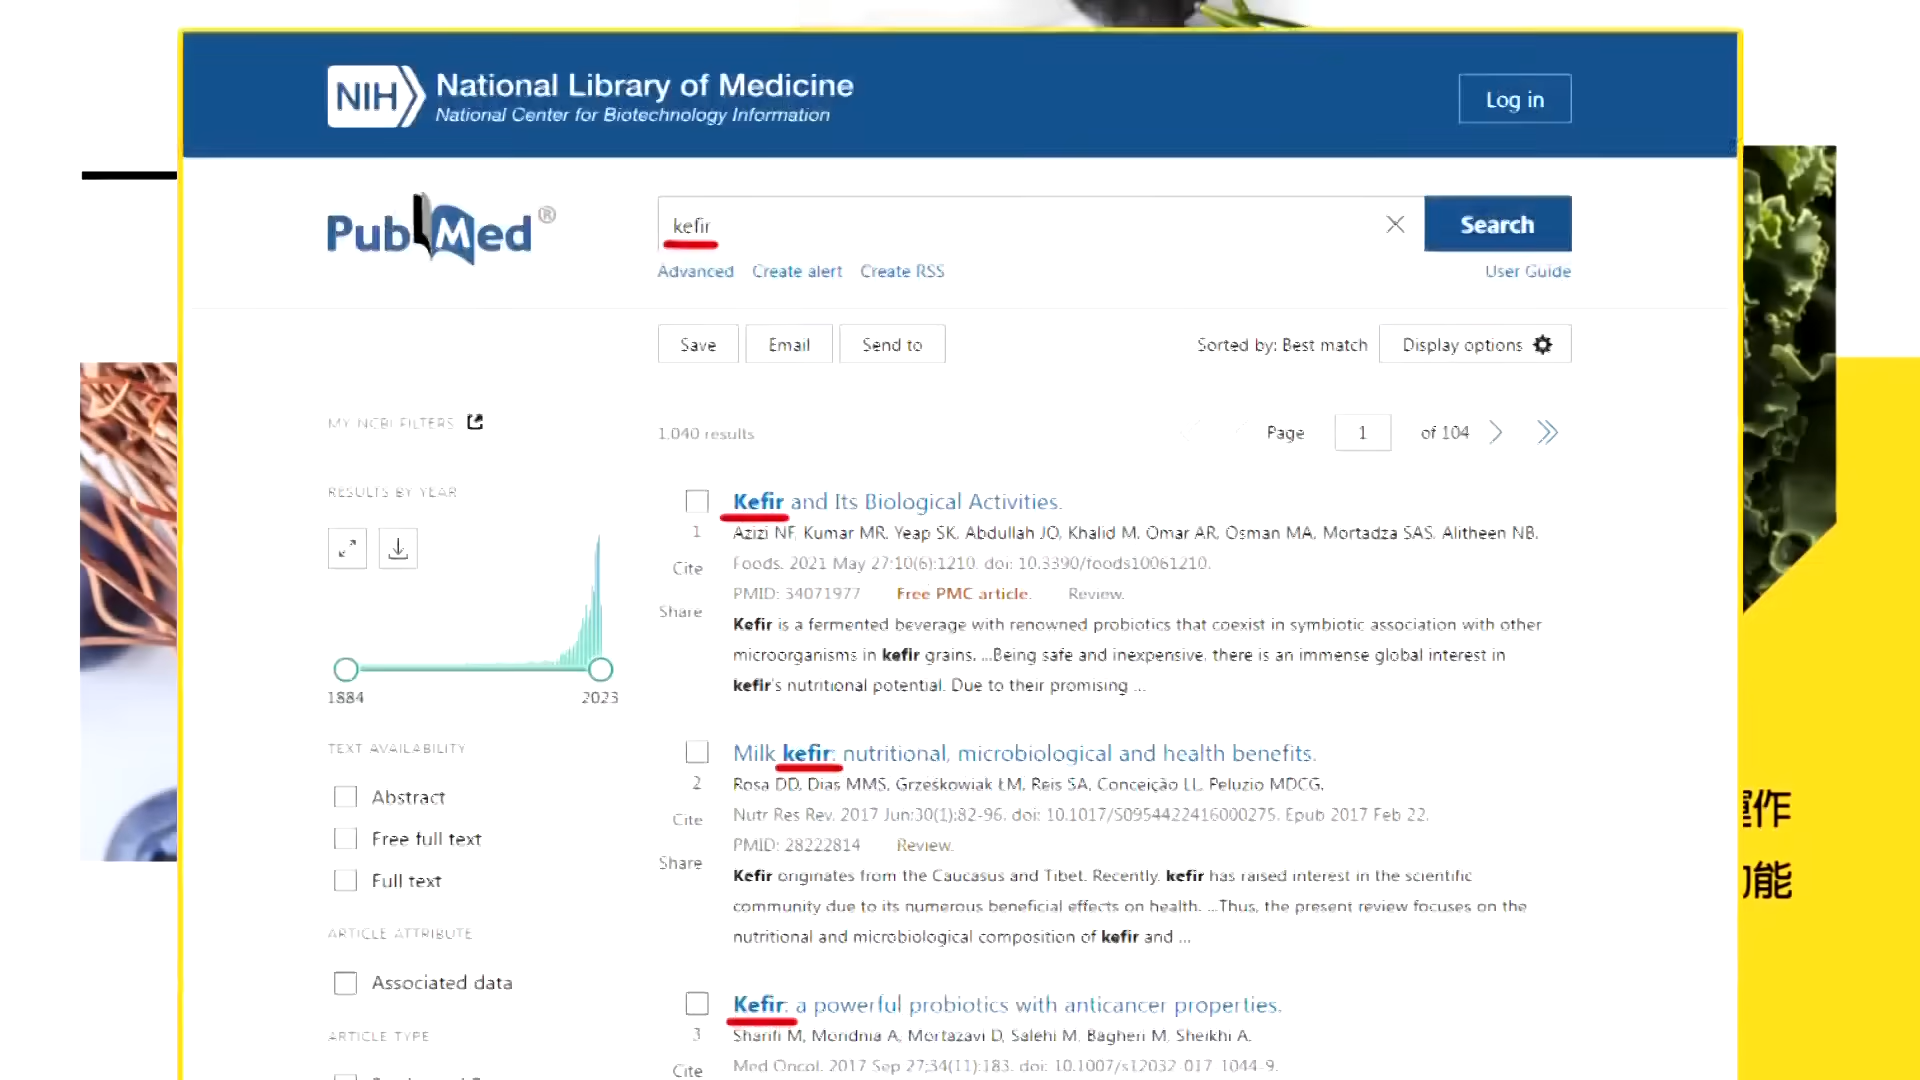 NIH National Library of Medicine
National Center for Biotechnology Information
Log in
PubMed®
kefir
Search
Advanced Create alert Create RSS
User Guide
Save Email Send to
Sorted by: Best match
Display options
MY NCBI FILTERS
1,040 results
Page 1 of 104
RESULTS BY YEAR
1884 2023
Kefir and Its Biological Activities.
1
Azizi NF, Kumar MR, Yeap SK, Abdullah JO, Khalid M, Omar AR, Osman MA, Mortadza SAS, Alitheen NB.
Cite
Foods. 2021 May 27;10(6):1210. doi: 10.3390/foods10061210.
PMID: 34071977 Free PMC article. Review.
Share
Kefir is a fermented beverage with renowned probiotics that coexist in symbiotic association with other
microorganisms in kefir grains. ...Being safe and inexpensive, there is an immense global interest in
kefir's nutritional potential. Due to their promising ...
TEXT AVAILABILITY
Abstract
Free full text
Full text
ARTICLE ATTRIBUTE
Associated data
ARTICLE TYPE
Milk kefir: nutritional, microbiological and health benefits.
2
Rosa DD, Dias MMS, Grześkowiak ŁM, Reis SA, Conceição LL, Peluzio MDCG.
Cite
Nutr Res Rev. 2017 Jun;30(1):82-96. doi: 10.1017/S0954422416000275. Epub 2017 Feb 22.
PMID: 28222814 Review.
Share
Kefir originates from the Caucasus and Tibet. Recently, kefir has raised interest in the scientific
community due to its numerous beneficial effects on health. ...Thus, the present review focuses on the
nutritional and microbiological composition of kefir and ...
Kefir: a powerful probiotics with anticancer properties.
3
Sharifi M, Moridnia A, Mortazavi D, Salehi M, Bagheri M, Sheikhi A.
Cite
Med Oncol. 2017 Sep 27;34(11):183. doi: 10.1007/s12032-017-1044-9.
作
能